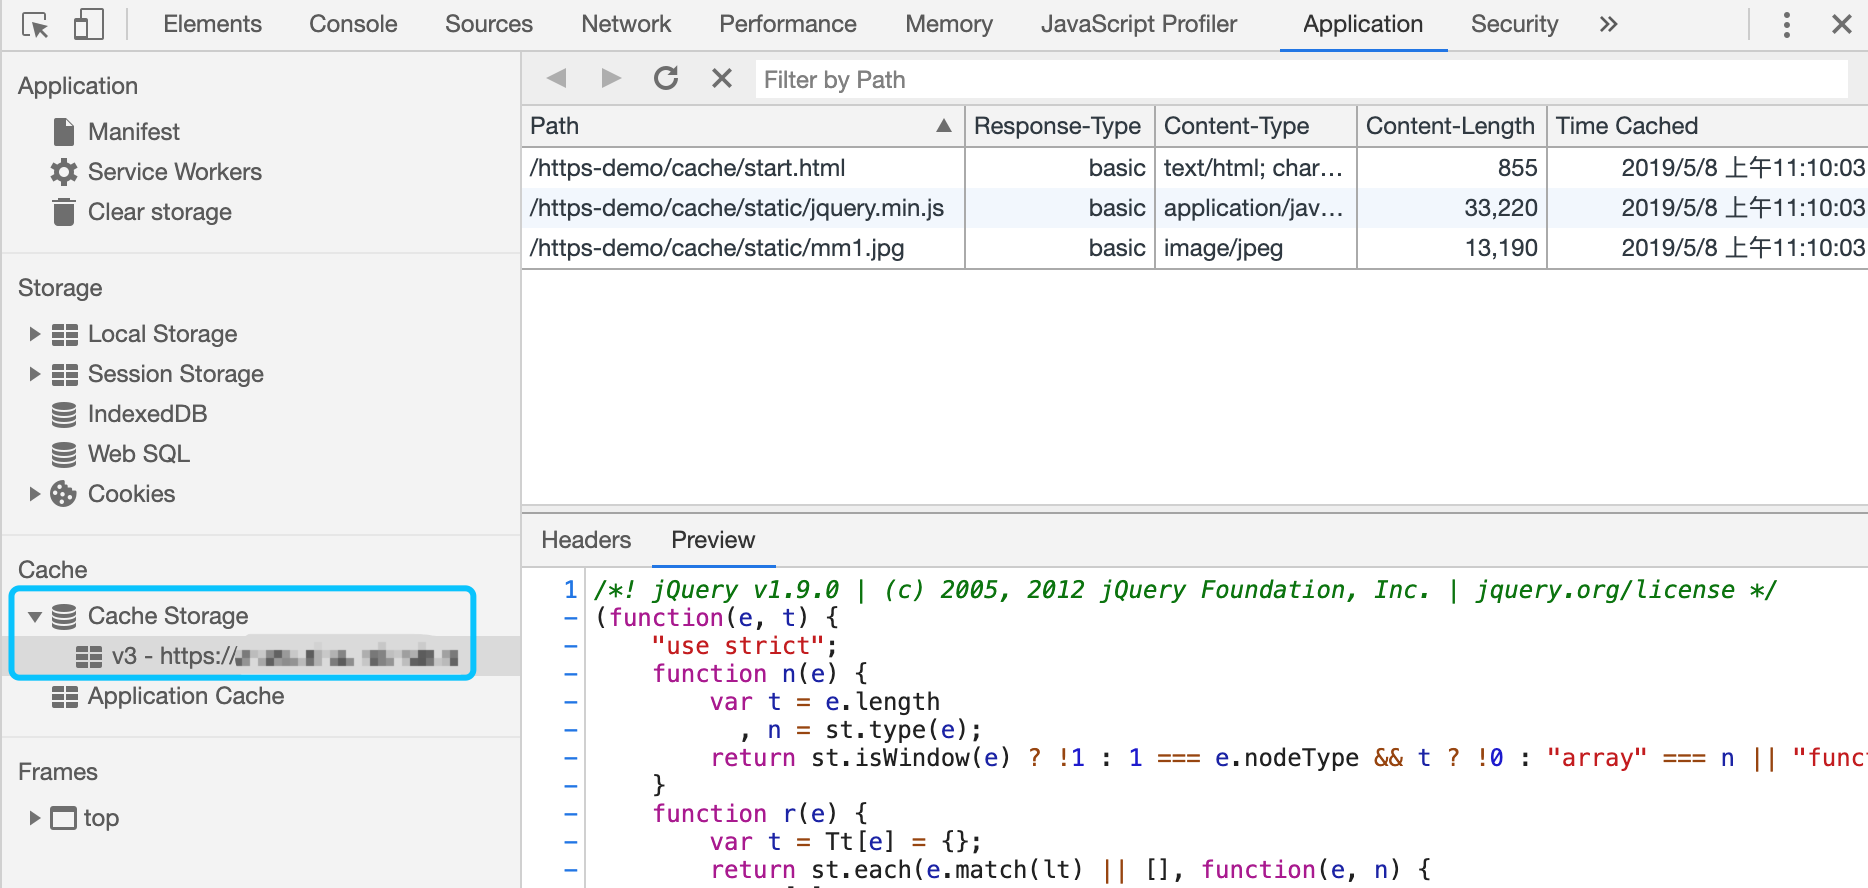 Elements Console Sources Network Performance Memory JavaScript Profiler Application Security »
Application
Manifest
Service Workers
Clear storage
Storage
Local Storage
Session Storage
IndexedDB
Web SQL
Cookies
Cache
Cache Storage
v3 - https://
Application Cache
Frames
top
Filter by Path
Path Response-Type Content-Type Content-Length Time Cached
/https-demo/cache/start.html basic text/html; char… 855 2019/5/8 上午11:10:03
/https-demo/cache/static/jquery.min.js basic application/jav… 33,220 2019/5/8 上午11:10:03
/https-demo/cache/static/mm1.jpg basic image/jpeg 13,190 2019/5/8 上午11:10:03
Headers Preview
1 /*! jQuery v1.9.0 | (c) 2005, 2012 jQuery Foundation, Inc. | jquery.org/license */
- (function(e, t) {
- "use strict";
- function n(e) {
- var t = e.length
- , n = st.type(e);
- return st.isWindow(e) ? !1 : 1 === e.nodeType && t ? !0 : "array" === n || "func
- }
- function r(e) {
- var t = Tt[e] = {};
- return st.each(e.match(lt) || [], function(e, n) {